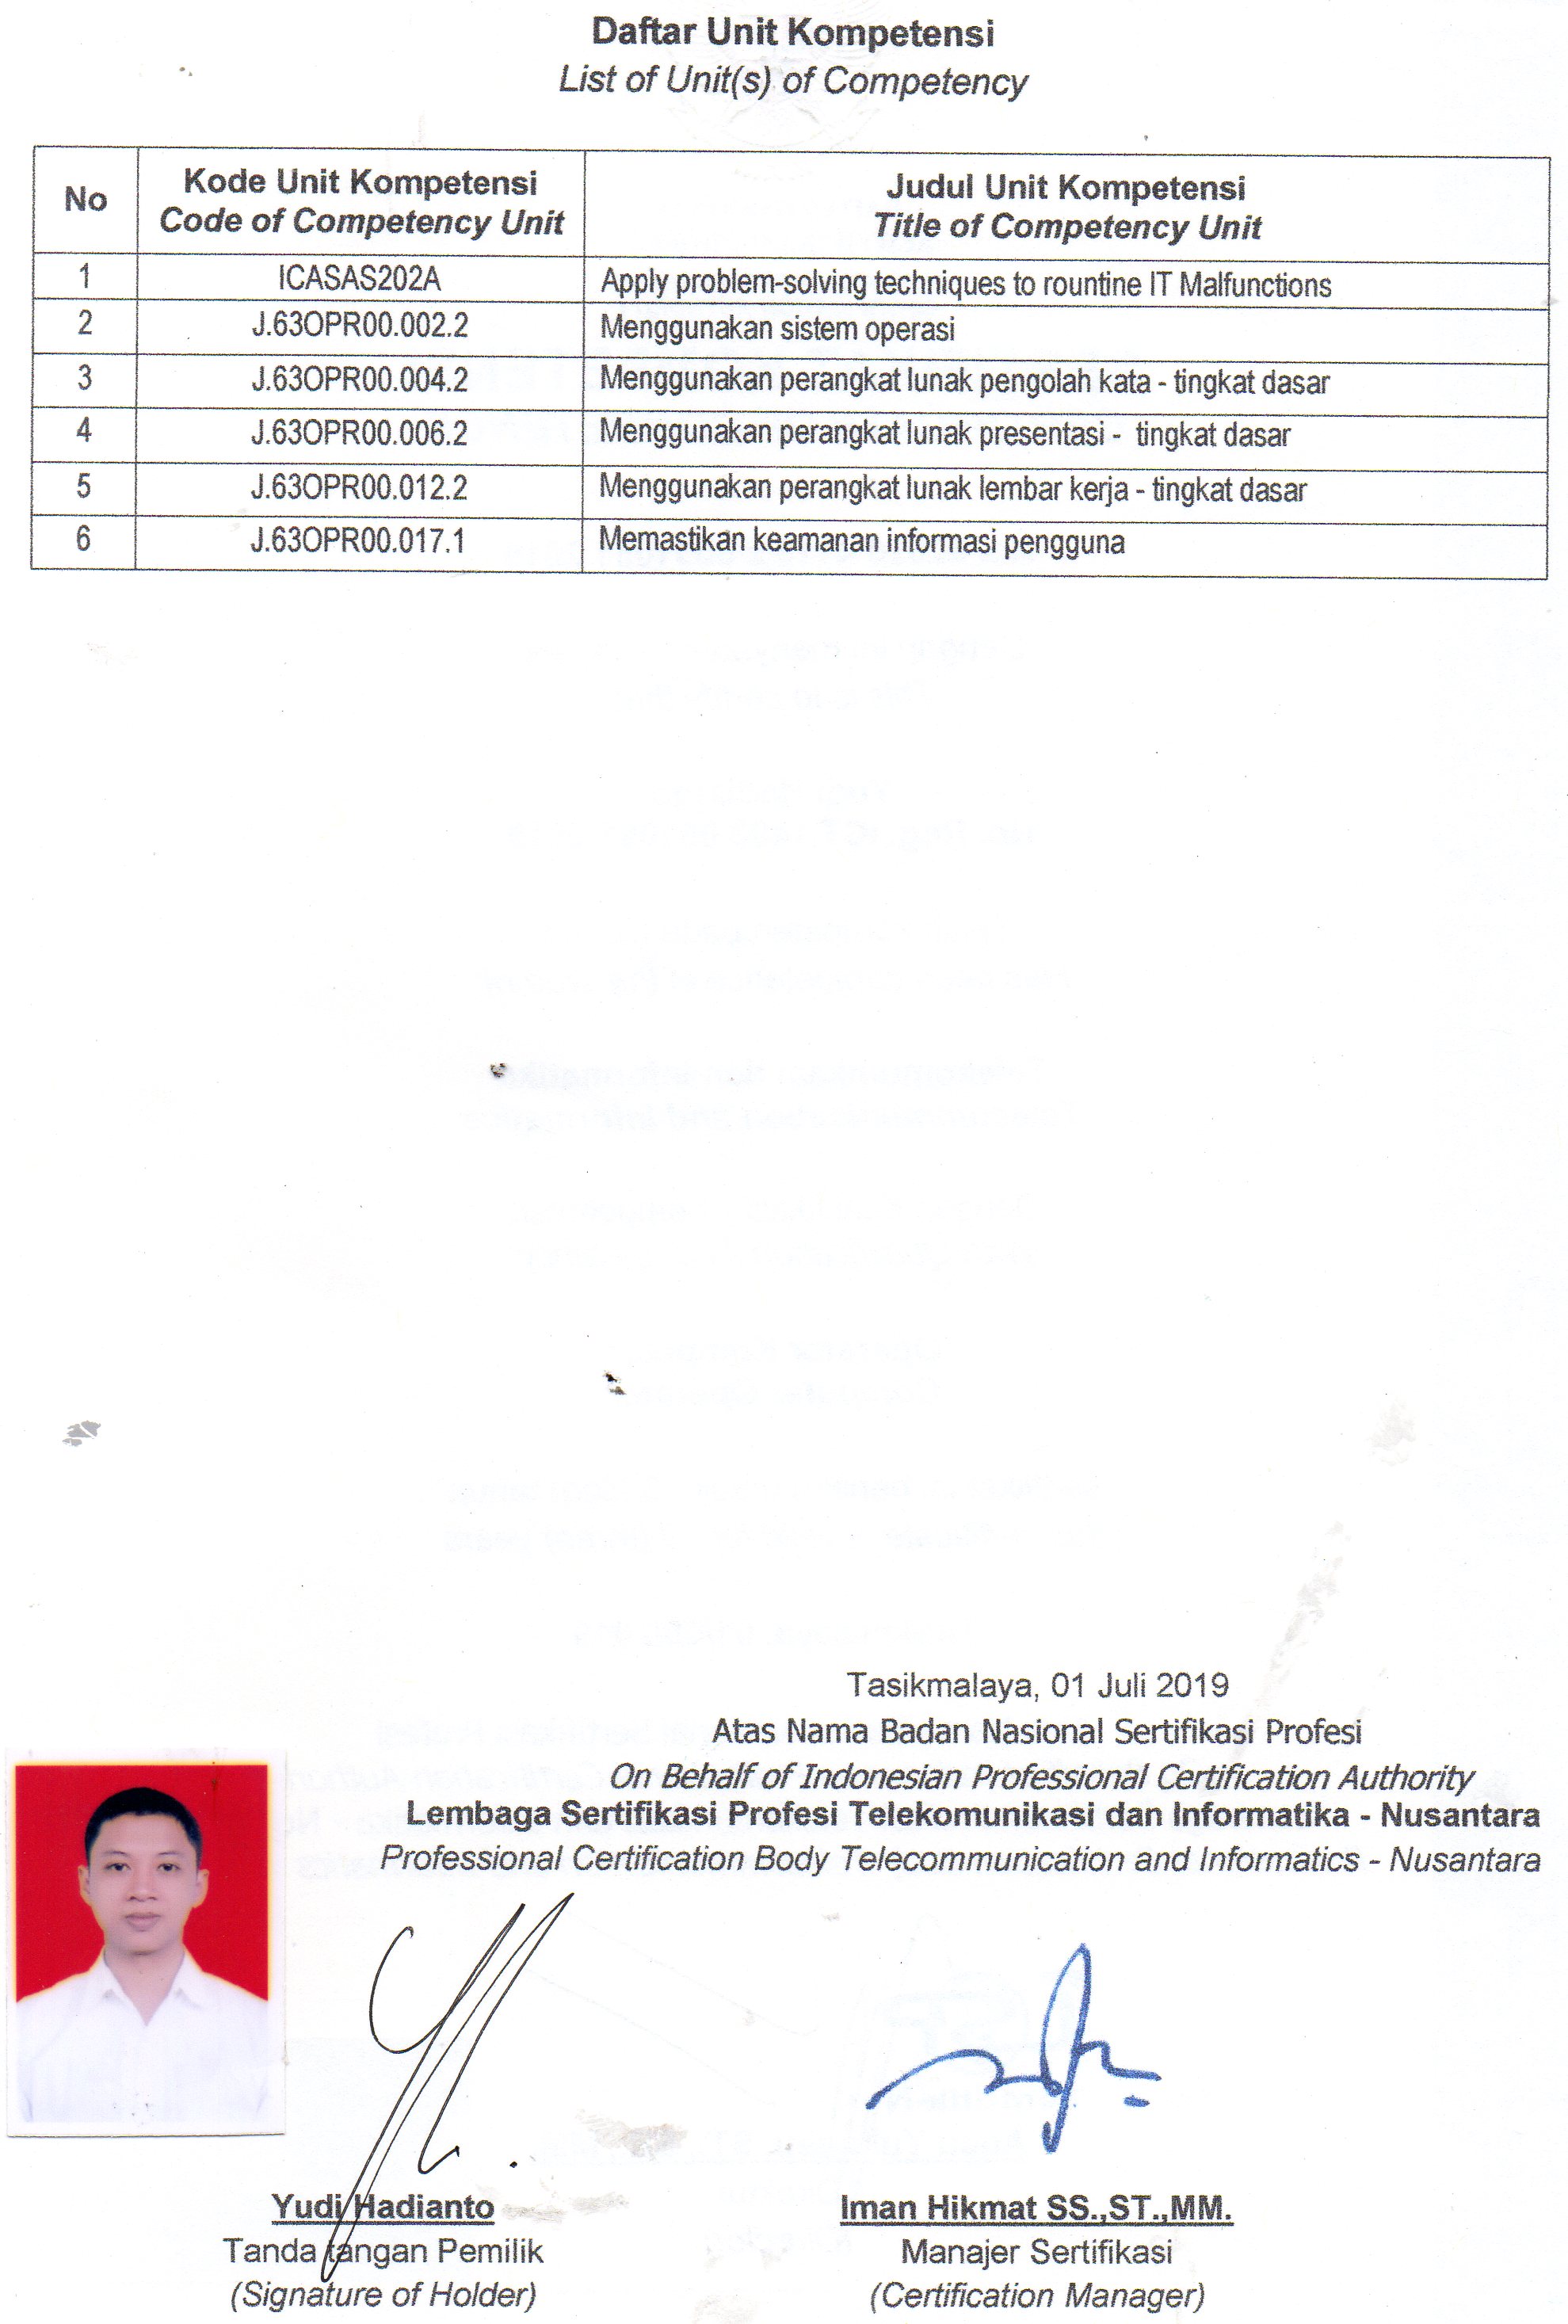 Daftar Unit Kompetensi
List of Unit(s) of Competency
No
Kode Unit Kompetensi
Code of Competency Unit
Judul Unit Kompetensi
Title of Competency Unit
1 ICASAS202A Apply problem-solving techniques to rountine IT Malfunctions
2 J.63OPR00.002.2 Menggunakan sistem operasi
3 J.63OPR00.004.2 Menggunakan perangkat lunak pengolah kata - tingkat dasar
4 J.63OPR00.006.2 Menggunakan perangkat lunak presentasi - tingkat dasar
5 J.63OPR00.012.2 Menggunakan perangkat lunak lembar kerja - tingkat dasar
6 J.63OPR00.017.1 Memastikan keamanan informasi pengguna
Tasikmalaya, 01 Juli 2019
Atas Nama Badan Nasional Sertifikasi Profesi
On Behalf of Indonesian Professional Certification Authority
Lembaga Sertifikasi Profesi Telekomunikasi dan Informatika - Nusantara
Professional Certification Body Telecommunication and Informatics - Nusantara
Yudi Hadianto
Tanda tangan Pemilik
(Signature of Holder)
Iman Hikmat SS.,ST.,MM.
Manajer Sertifikasi
(Certification Manager)